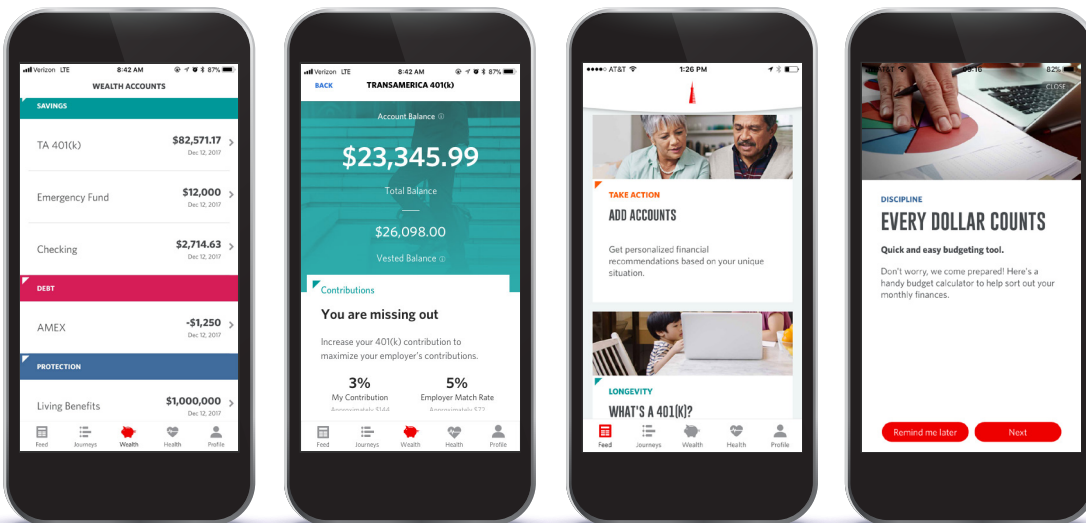 Verizon LTE 8:42 AM 87%
WEALTH ACCOUNTS
SAVINGS
TA 401(k) $82,571.17
Dec 12, 2017
Emergency Fund $12,000
Dec 12, 2017
Checking $2,714.63
Dec 12, 2017
DEBT
AMEX -$1,250
Dec 12, 2017
PROTECTION
Living Benefits $1,000,000
Dec 12, 2017
Feed Journeys Wealth Health Profile
Verizon LTE 8:42 AM 87%
BACK TRANSAMERICA 401(k)
Account Balance
$23,345.99
Total Balance
$26,098.00
Vested Balance
Contributions
You are missing out
Increase your 401(k) contribution to
maximize your employer's contributions.
3% 5%
My Contribution Employer Match Rate
Approximately $144 Approximately $72
Feed Journeys Wealth Health Profile
AT&T 1:26 PM
TAKE ACTION
ADD ACCOUNTS
Get personalized financial
recommendations based on your unique
situation.
LONGEVITY
WHAT'S A 401(K)?
Feed Journeys Wealth Health Profile
AT&T 09:16 82%
CLOSE
DISCIPLINE
EVERY DOLLAR COUNTS
Quick and easy budgeting tool.
Don't worry, we come prepared! Here's a
handy budget calculator to help sort out your
monthly finances.
Remind me later Next